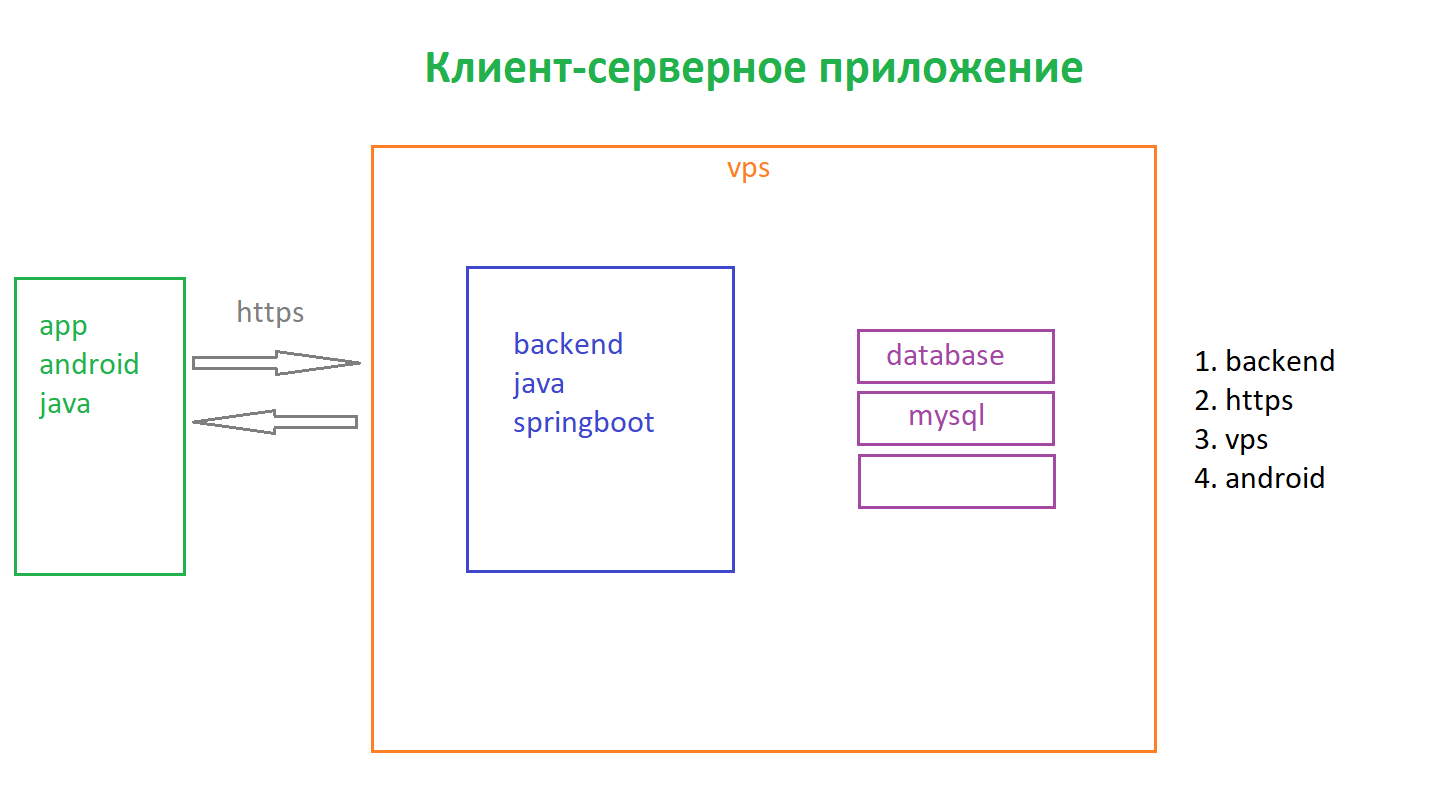 Клиент-серверное приложение
vps
app
android
java
https
backend
java
springboot
database
mysql
1. backend
2. https
3. vps
4. android